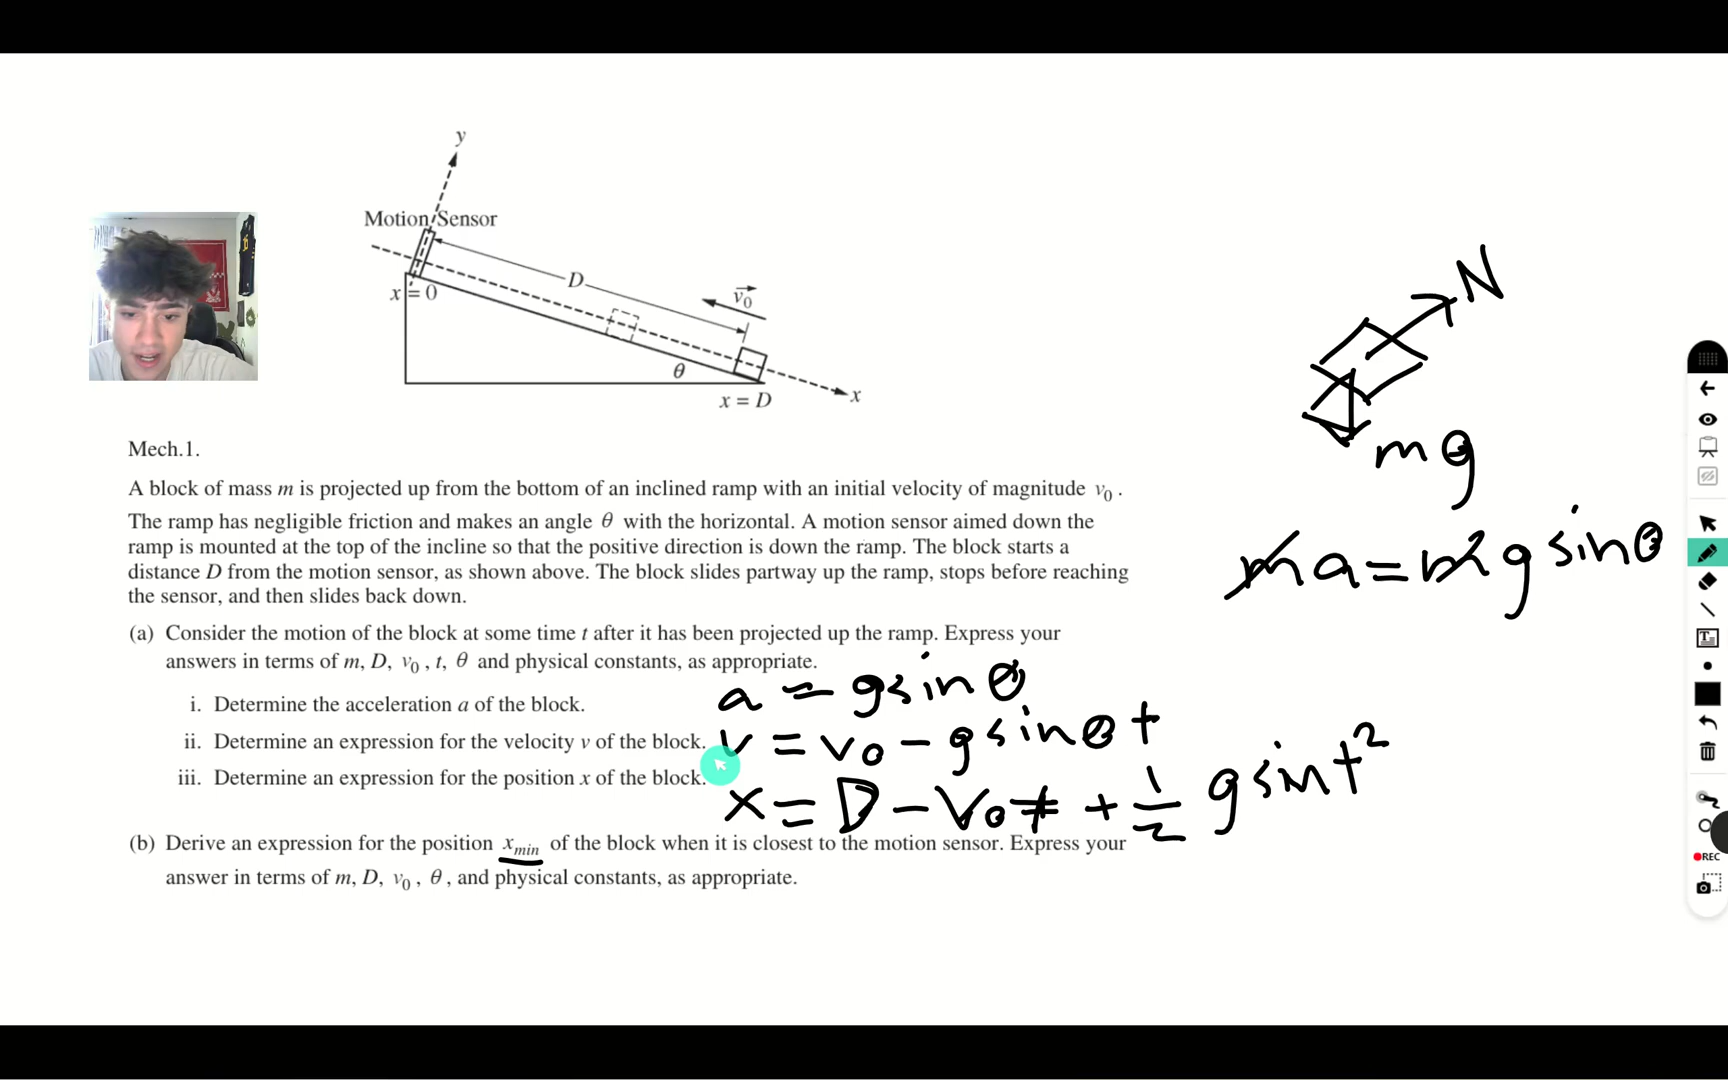 y
Motion Sensor
D
v0
x = 0
θ
x = D
x
N
mg
Mech.1.
A block of mass m is projected up from the bottom of an inclined ramp with an initial velocity of magnitude v0 .
The ramp has negligible friction and makes an angle θ with the horizontal. A motion sensor aimed down the
ramp is mounted at the top of the incline so that the positive direction is down the ramp. The block starts a
distance D from the motion sensor, as shown above. The block slides partway up the ramp, stops before reaching
the sensor, and then slides back down.
ma = mg sinθ
(a) Consider the motion of the block at some time t after it has been projected up the ramp. Express your
answers in terms of m, D, v0 , t, θ and physical constants, as appropriate.
i. Determine the acceleration a of the block.
a = gsinθ
ii. Determine an expression for the velocity v of the block.
v = v0 - gsinθt
iii. Determine an expression for the position x of the block.
x = D - V0t + 1/2 gsint²
(b) Derive an expression for the position xmin of the block when it is closest to the motion sensor. Express your
answer in terms of m, D, v0 , θ, and physical constants, as appropriate.
REC